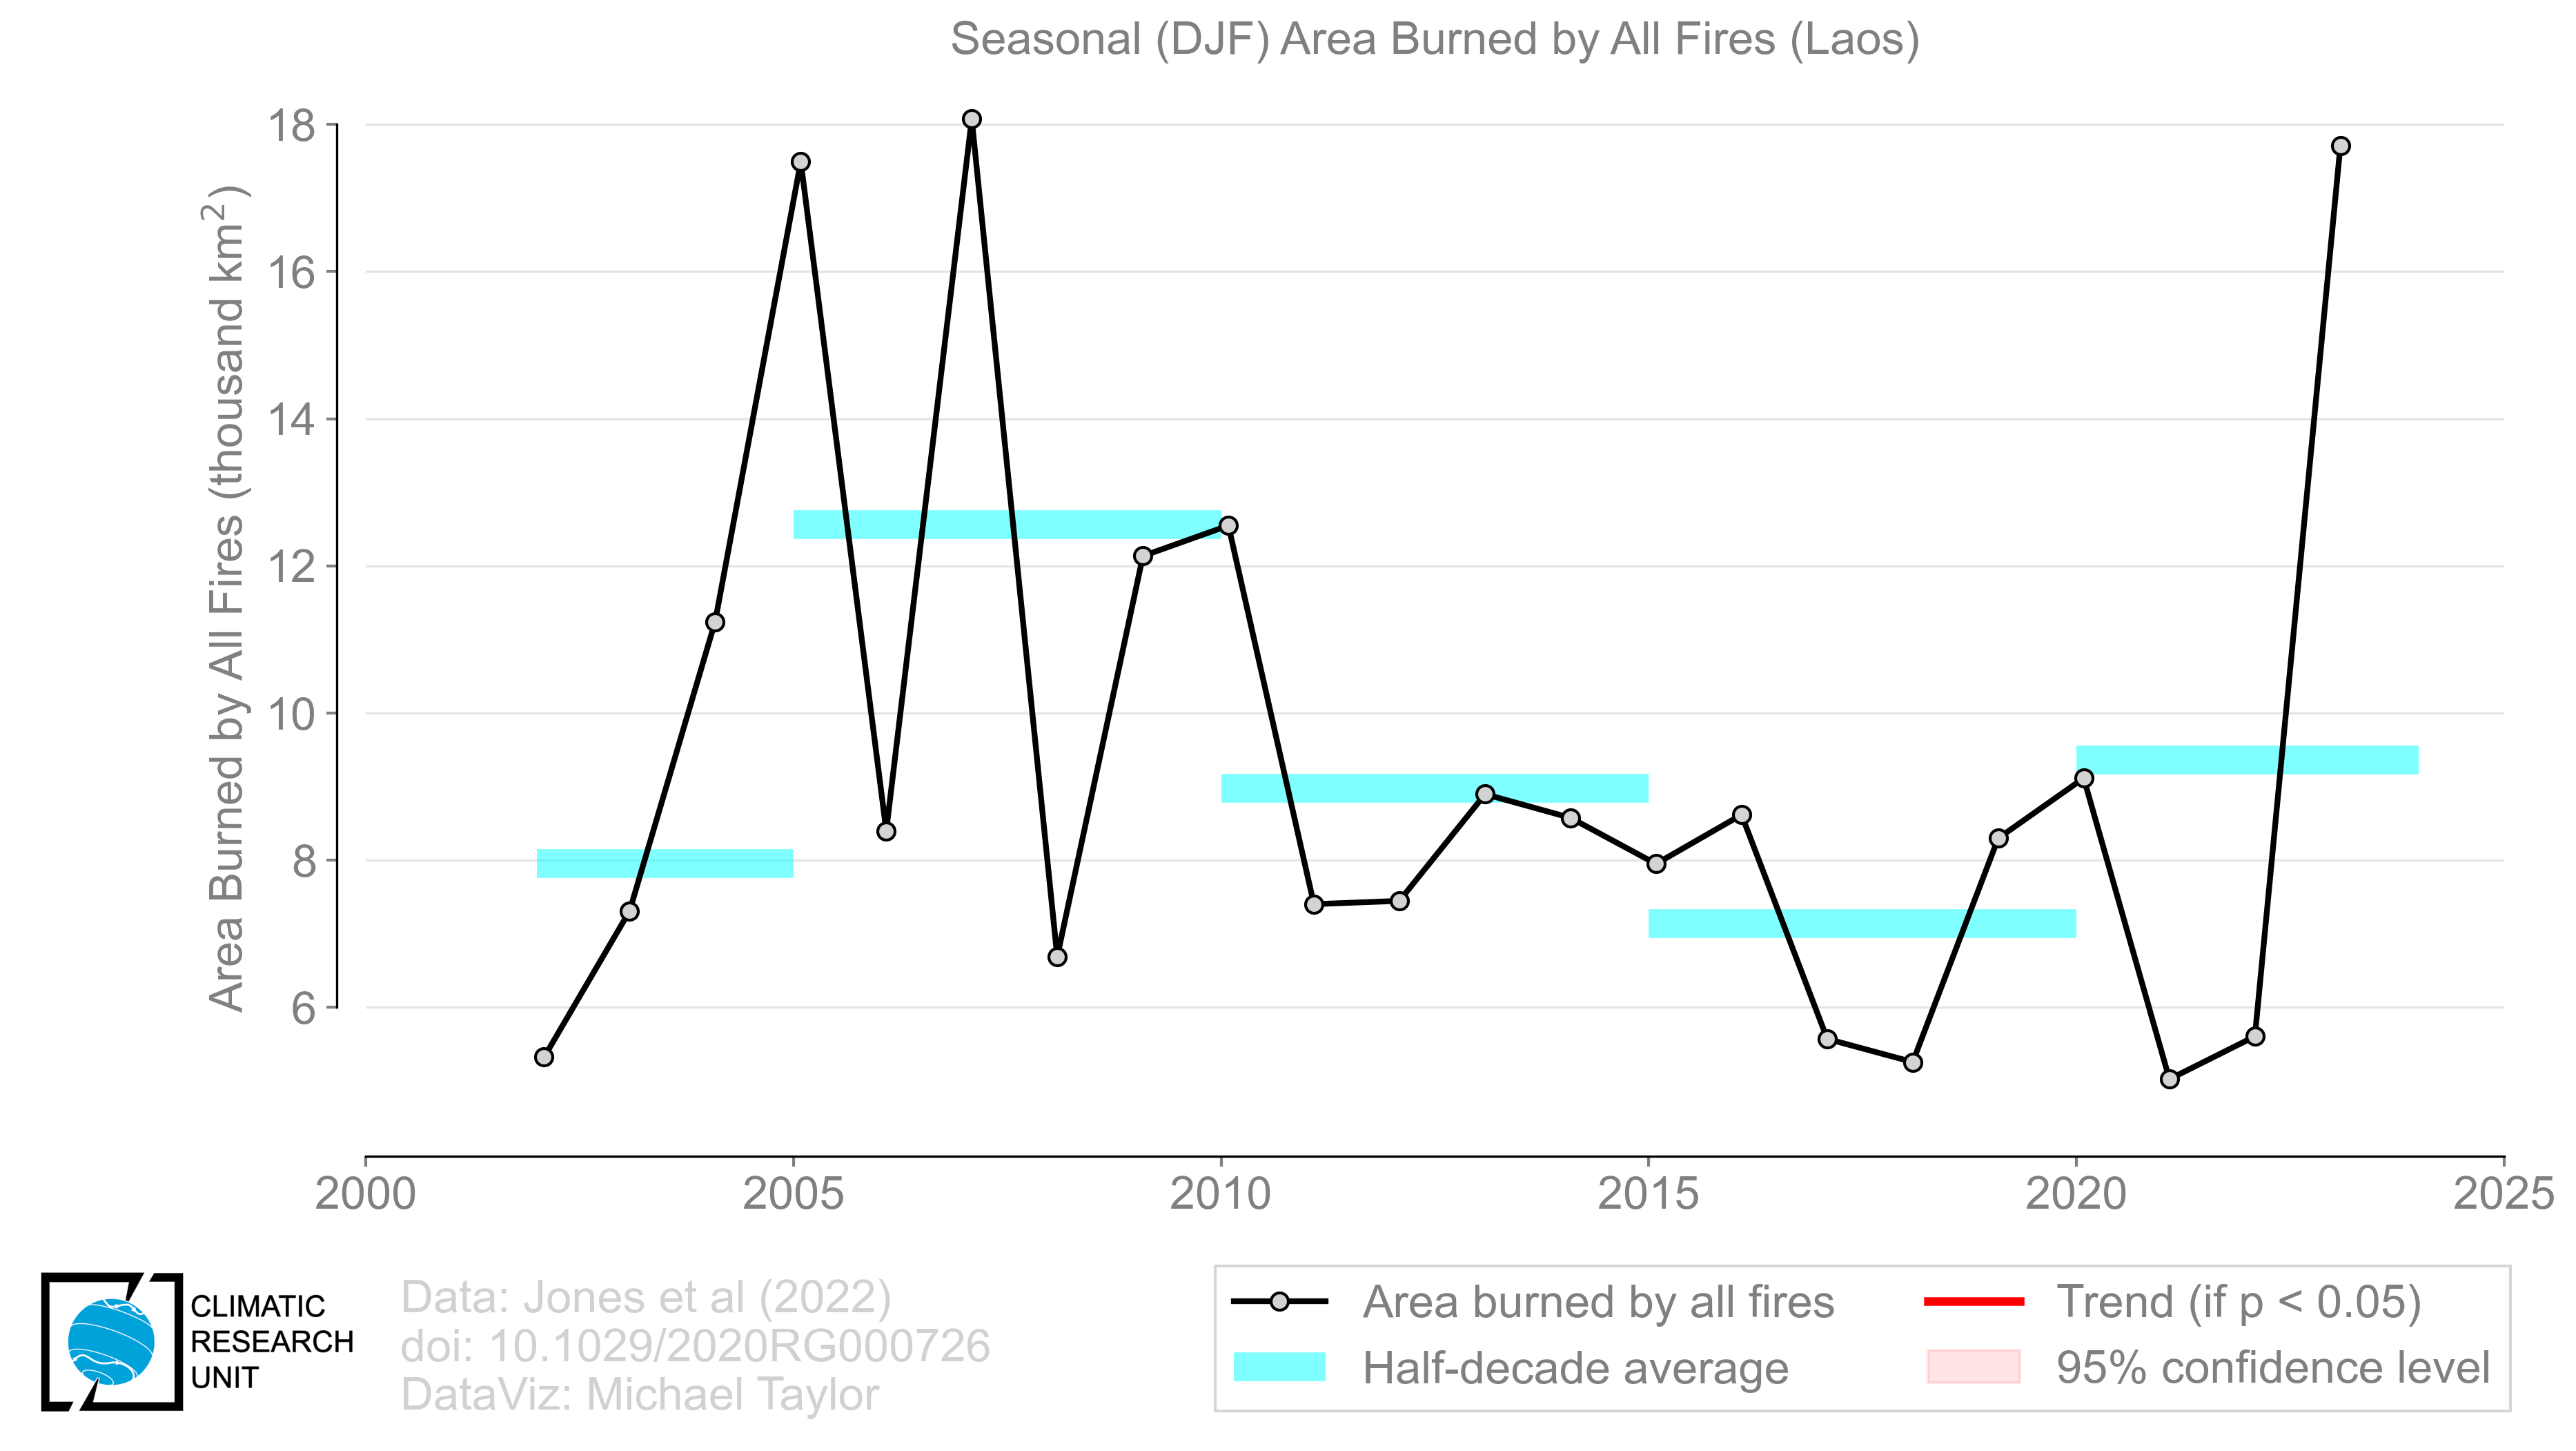 Seasonal (DJF) Area Burned by All Fires (Laos)
Area Burned by All Fires (thousand km²)
18
16
14
12
10
8
6
2000 2005 2010 2015 2020 2025
CLIMATIC
RESEARCH
UNIT
Data: Jones et al (2022)
doi: 10.1029/2020RG000726
DataViz: Michael Taylor
Area burned by all fires
Half-decade average
Trend (if p < 0.05)
95% confidence level